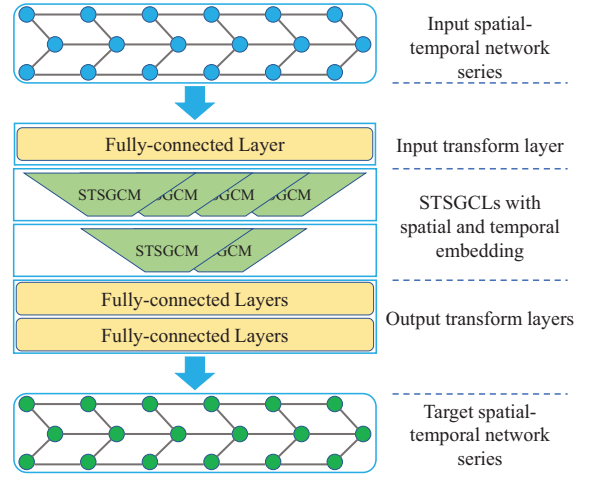 Input spatial-
temporal network
series
Fully-connected Layer
Input transform layer
STSGCM GCM GCM GCM
STSGCLs with
spatial and temporal
embedding
STSGCM GCM
Fully-connected Layers
Fully-connected Layers
Output transform layers
Target spatial-
temporal network
series